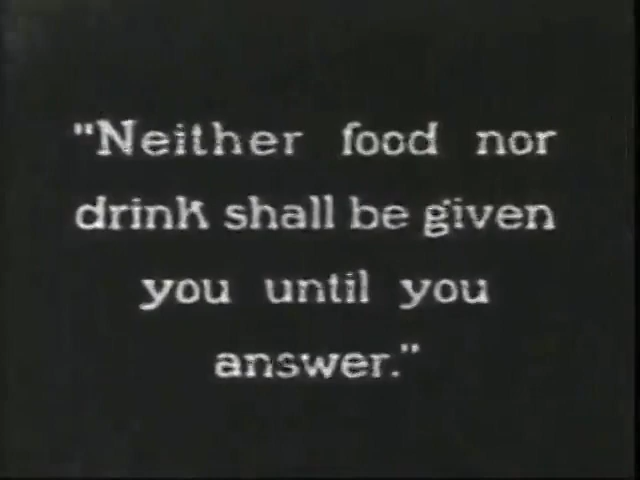 "Neither food nor
drink shall be given
you until you
answer."